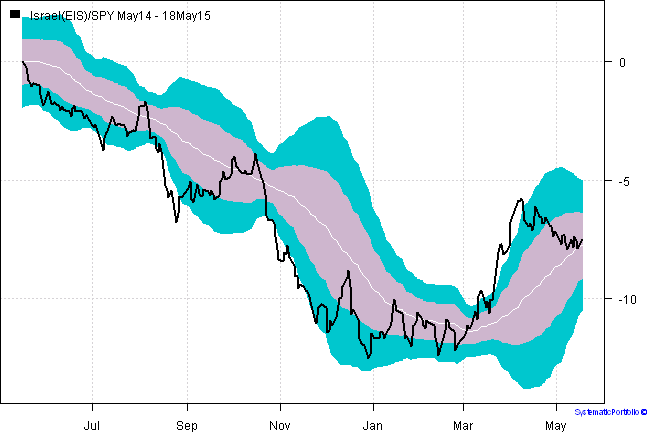 Israel(EIS)/SPY May14 - 18May15
0
-5
-10
Jul Sep Nov Jan Mar May
SystematicPortfolio ©